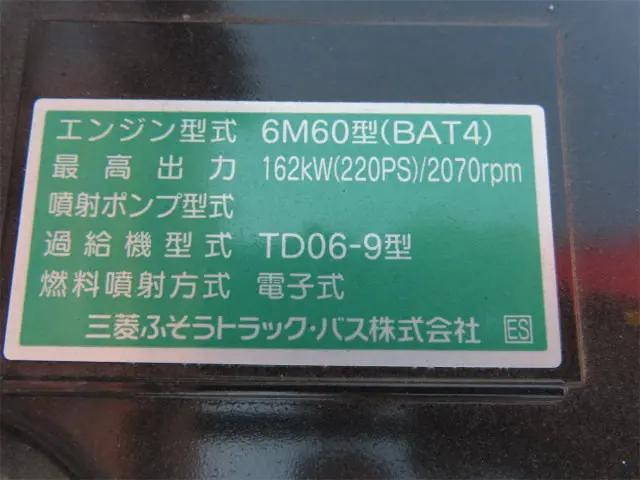 エンジン型式 6M60型(BAT4)
最高出力 162kW(220PS)/2070rpm
噴射ポンプ型式
過給機型式 TD06-9型
燃料噴射方式 電子式
三菱ふそうトラック・バス株式会社 ES